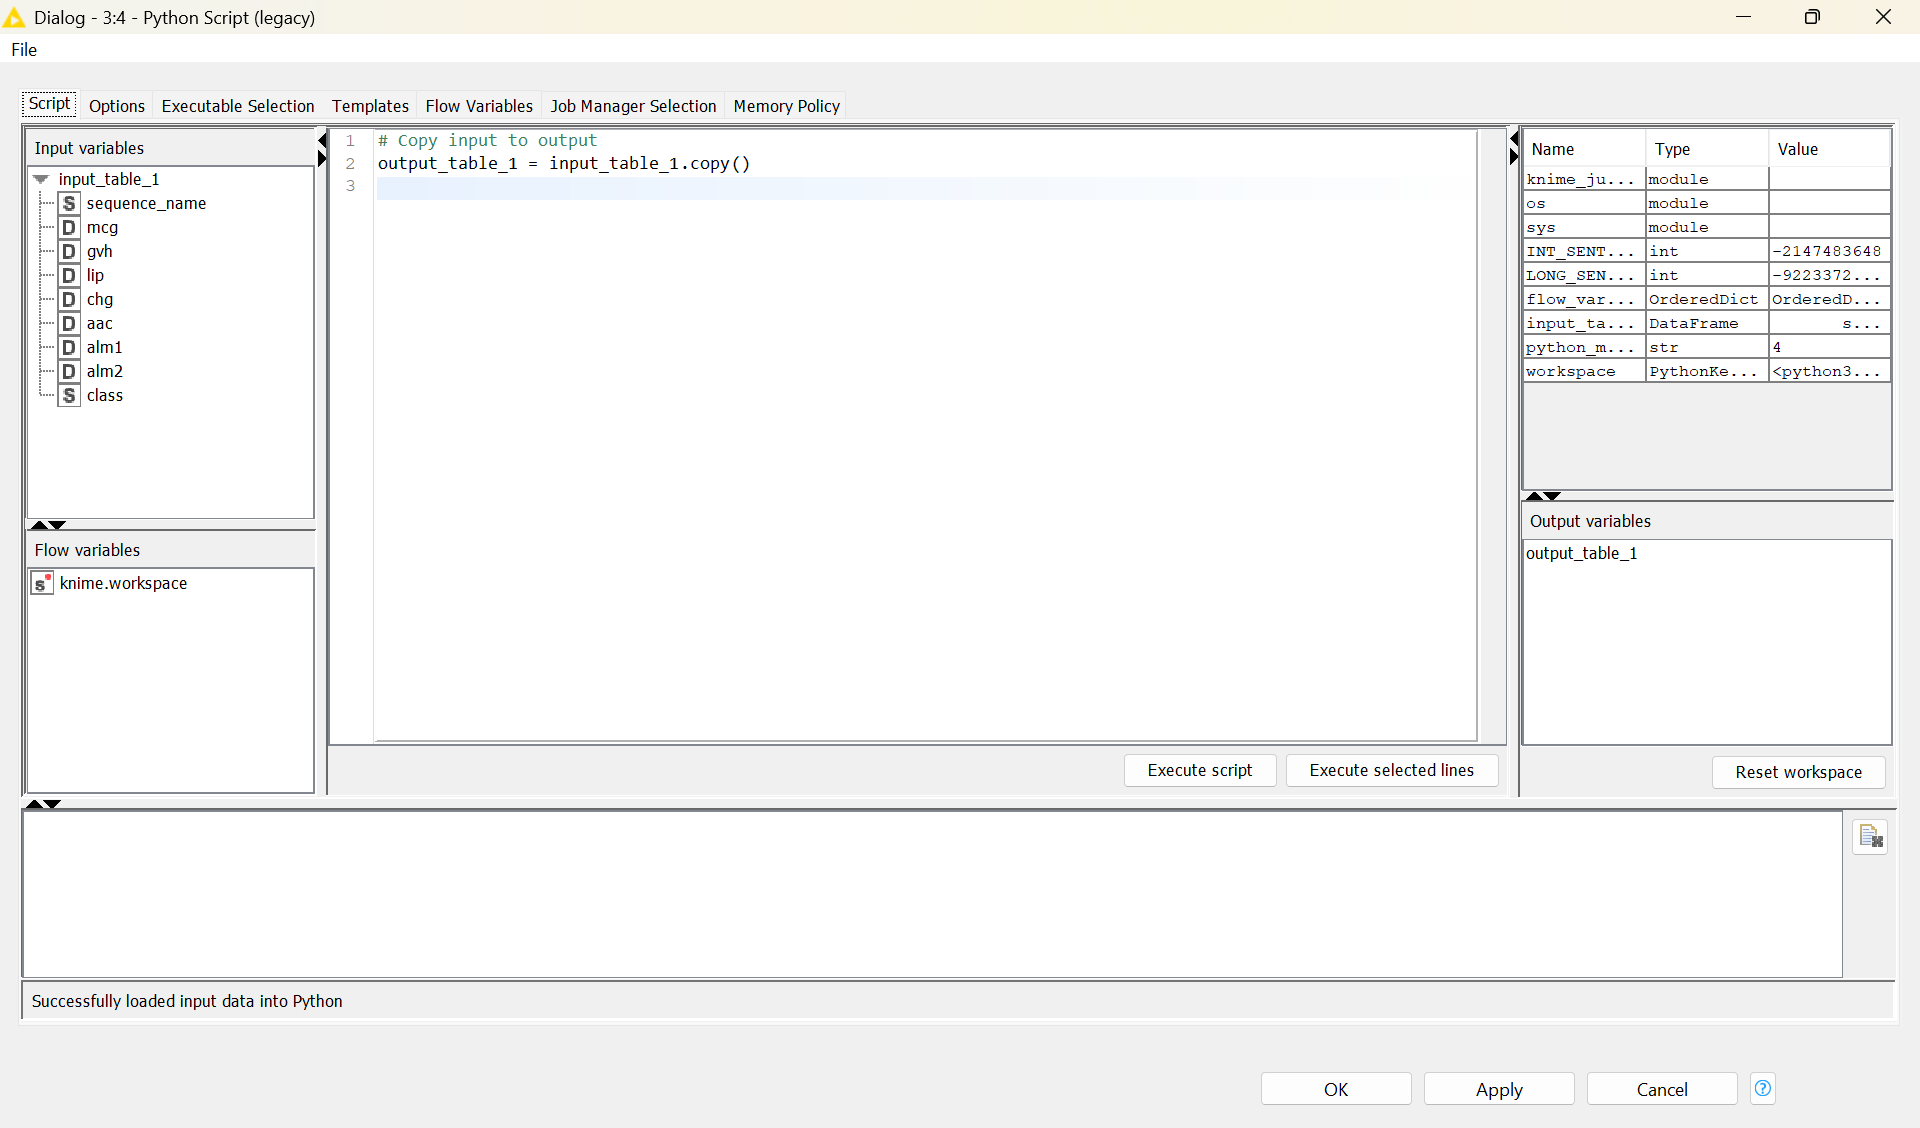 Dialog - 3:4 - Python Script (legacy)
File
Script Options Executable Selection Templates Flow Variables Job Manager Selection Memory Policy
Input variables
input_table_1
S sequence_name
D mcg
D gvh
D lip
D chg
D aac
D alm1
D alm2
S class
Flow variables
s knime.workspace
1 # Copy input to output
2 output_table_1 = input_table_1.copy()
3
Execute script Execute selected lines
Name Type Value
knime_ju... module
os module
sys module
INT_SENT... int -2147483648
LONG_SEN... int -9223372...
flow_var... OrderedDict OrderedD...
input_ta... DataFrame s...
python_m... str 4
workspace PythonKe... <python3...
Output variables
output_table_1
Reset workspace
Successfully loaded input data into Python
OK Apply Cancel ?